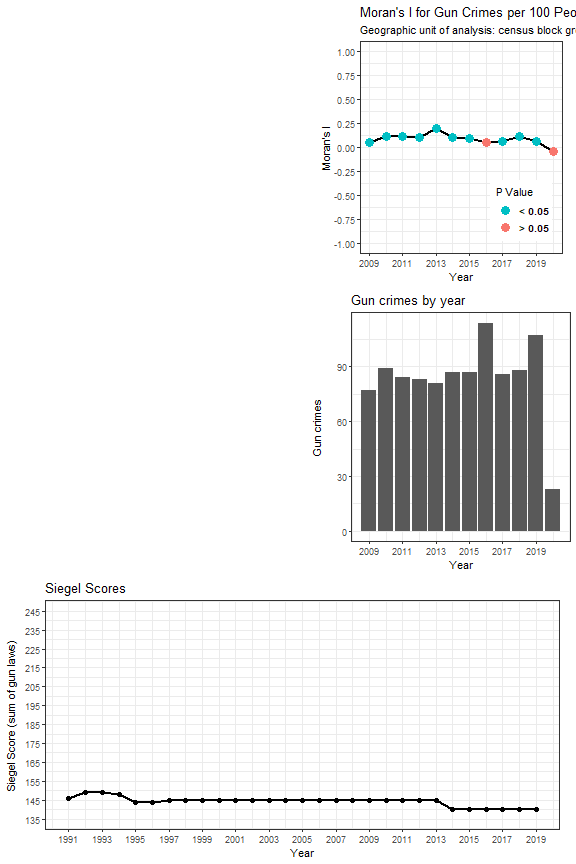 Moran's I for Gun Crimes per 100 Peo
Geographic unit of analysis: census block gr
1.00
0.75
0.50
0.25
0.00
-0.25
-0.50
-0.75
-1.00
Moran's I
P Value
< 0.05
> 0.05
2009 2011 2013 2015 2017 2019
Year
Gun crimes by year
90
60
30
0
Gun crimes
2009 2011 2013 2015 2017 2019
Year
Siegel Scores
245
235
225
215
205
195
185
175
165
155
145
135
Siegel Score (sum of gun laws)
1991 1993 1995 1997 1999 2001 2003 2005 2007 2009 2011 2013 2015 2017 2019
Year